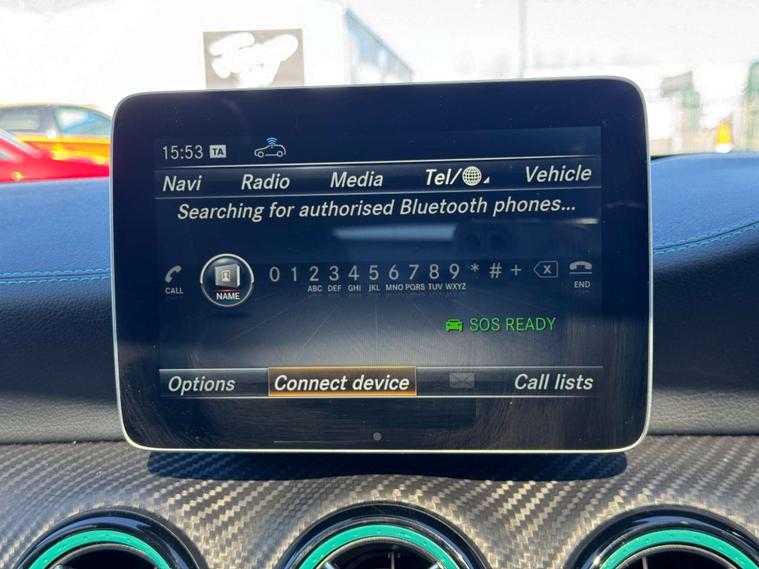 15:53 TA
Navi Radio Media Tel/ Vehicle
Searching for authorised Bluetooth phones...
0 1 2 3 4 5 6 7 8 9 * # +
CALL NAME ABC DEF GHI JKL MNO PQRS TUV WXYZ END
SOS READY
Options Connect device Call lists